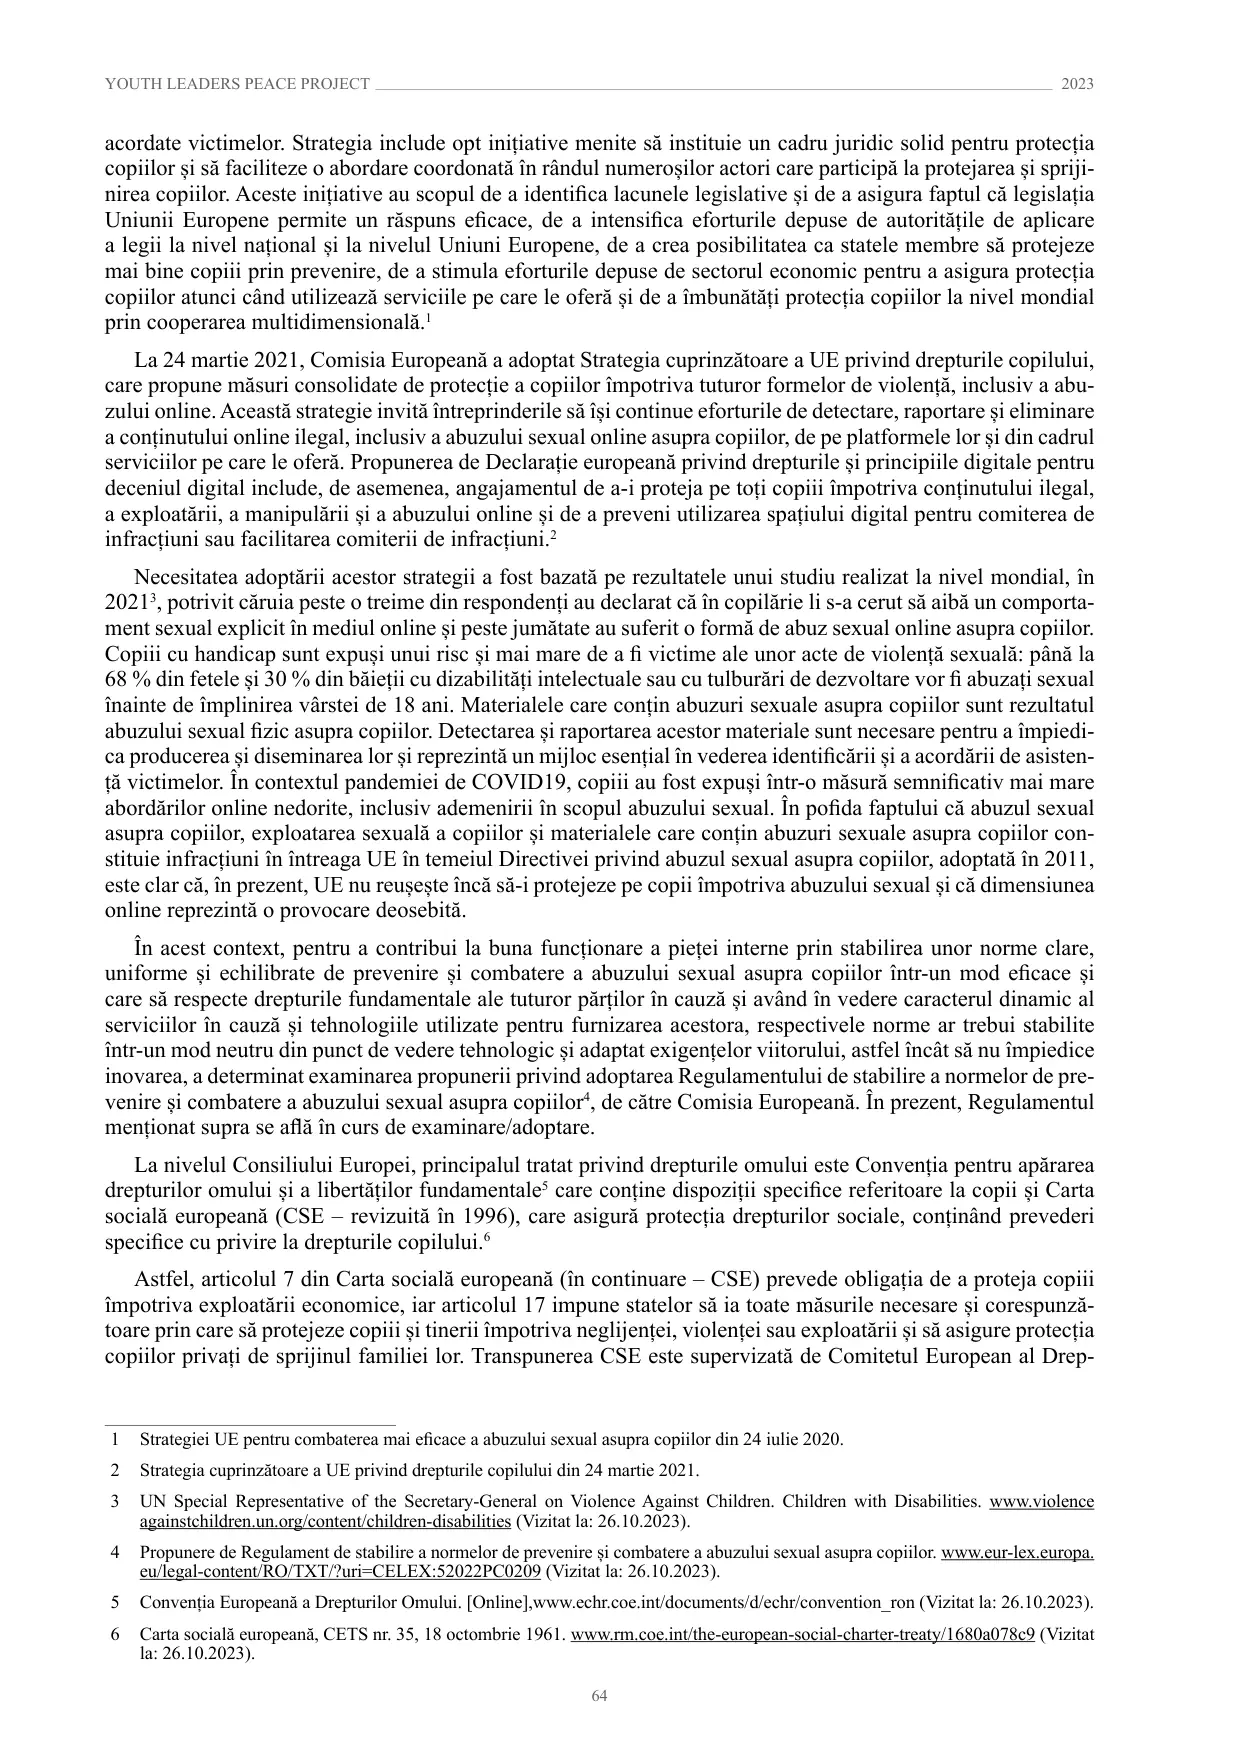 YOUTH LEADERS PEACE PROJECT 2023
acordate victimelor. Strategia include opt inițiative menite să instituie un cadru juridic solid pentru protecția
copiilor și să faciliteze o abordare coordonată în rândul numeroșilor actori care participă la protejarea și spriji-
nirea copiilor. Aceste inițiative au scopul de a identifica lacunele legislative și de a asigura faptul că legislația
Uniunii Europene permite un răspuns eficace, de a intensifica eforturile depuse de autoritățile de aplicare
a legii la nivel național și la nivelul Uniuni Europene, de a crea posibilitatea ca statele membre să protejeze
mai bine copiii prin prevenire, de a stimula eforturile depuse de sectorul economic pentru a asigura protecția
copiilor atunci când utilizează serviciile pe care le oferă și de a îmbunătăți protecția copiilor la nivel mondial
prin cooperarea multidimensională.1
La 24 martie 2021, Comisia Europeană a adoptat Strategia cuprinzătoare a UE privind drepturile copilului,
care propune măsuri consolidate de protecție a copiilor împotriva tuturor formelor de violență, inclusiv a abu-
zului online. Această strategie invită întreprinderile să își continue eforturile de detectare, raportare și eliminare
a conținutului online ilegal, inclusiv a abuzului sexual online asupra copiilor, de pe platformele lor și din cadrul
serviciilor pe care le oferă. Propunerea de Declarație europeană privind drepturile și principiile digitale pentru
deceniul digital include, de asemenea, angajamentul de a-i proteja pe toți copiii împotriva conținutului ilegal,
a exploatării, a manipulării și a abuzului online și de a preveni utilizarea spațiului digital pentru comiterea de
infracțiuni sau facilitarea comiterii de infracțiuni.2
Necesitatea adoptării acestor strategii a fost bazată pe rezultatele unui studiu realizat la nivel mondial, în
20213, potrivit căruia peste o treime din respondenți au declarat că în copilărie li s-a cerut să aibă un comporta-
ment sexual explicit în mediul online și peste jumătate au suferit o formă de abuz sexual online asupra copiilor.
Copiii cu handicap sunt expuși unui risc și mai mare de a fi victime ale unor acte de violență sexuală: până la
68 % din fetele și 30 % din băieții cu dizabilități intelectuale sau cu tulburări de dezvoltare vor fi abuzați sexual
înainte de împlinirea vârstei de 18 ani. Materialele care conțin abuzuri sexuale asupra copiilor sunt rezultatul
abuzului sexual fizic asupra copiilor. Detectarea și raportarea acestor materiale sunt necesare pentru a împiedi-
ca producerea și diseminarea lor și reprezintă un mijloc esențial în vederea identificării și a acordării de asisten-
ță victimelor. În contextul pandemiei de COVID19, copiii au fost expuși într-o măsură semnificativ mai mare
abordărilor online nedorite, inclusiv ademenirii în scopul abuzului sexual. În pofida faptului că abuzul sexual
asupra copiilor, exploatarea sexuală a copiilor și materialele care conțin abuzuri sexuale asupra copiilor con-
stituie infracțiuni în întreaga UE în temeiul Directivei privind abuzul sexual asupra copiilor, adoptată în 2011,
este clar că, în prezent, UE nu reușește încă să-i protejeze pe copii împotriva abuzului sexual și că dimensiunea
online reprezintă o provocare deosebită.
În acest context, pentru a contribui la buna funcționare a pieței interne prin stabilirea unor norme clare,
uniforme și echilibrate de prevenire și combatere a abuzului sexual asupra copiilor într-un mod eficace și
care să respecte drepturile fundamentale ale tuturor părților în cauză și având în vedere caracterul dinamic al
serviciilor în cauză și tehnologiile utilizate pentru furnizarea acestora, respectivele norme ar trebui stabilite
într-un mod neutru din punct de vedere tehnologic și adaptat exigențelor viitorului, astfel încât să nu împiedice
inovarea, a determinat examinarea propunerii privind adoptarea Regulamentului de stabilire a normelor de pre-
venire și combatere a abuzului sexual asupra copiilor4, de către Comisia Europeană. În prezent, Regulamentul
menționat supra se află în curs de examinare/adoptare.
La nivelul Consiliului Europei, principalul tratat privind drepturile omului este Convenția pentru apărarea
drepturilor omului și a libertăților fundamentale5 care conține dispoziții specifice referitoare la copii și Carta
socială europeană (CSE – revizuită în 1996), care asigură protecția drepturilor sociale, conținând prevederi
specifice cu privire la drepturile copilului.6
Astfel, articolul 7 din Carta socială europeană (în continuare – CSE) prevede obligația de a proteja copiii
împotriva exploatării economice, iar articolul 17 impune statelor să ia toate măsurile necesare și corespunză-
toare prin care să protejeze copiii și tinerii împotriva neglijenței, violenței sau exploatării și să asigure protecția
copiilor privați de sprijinul familiei lor. Transpunerea CSE este supervizată de Comitetul European al Drep-
1 Strategiei UE pentru combaterea mai eficace a abuzului sexual asupra copiilor din 24 iulie 2020.
2 Strategia cuprinzătoare a UE privind drepturile copilului din 24 martie 2021.
3 UN Special Representative of the Secretary-General on Violence Against Children. Children with Disabilities. www.violence
againstchildren.un.org/content/children-disabilities (Vizitat la: 26.10.2023).
4 Propunere de Regulament de stabilire a normelor de prevenire și combatere a abuzului sexual asupra copiilor. www.eur-lex.europa.
eu/legal-content/RO/TXT/?uri=CELEX:52022PC0209 (Vizitat la: 26.10.2023).
5 Convenția Europeană a Drepturilor Omului. [Online],www.echr.coe.int/documents/d/echr/convention_ron (Vizitat la: 26.10.2023).
6 Carta socială europeană, CETS nr. 35, 18 octombrie 1961. www.rm.coe.int/the-european-social-charter-treaty/1680a078c9 (Vizitat
la: 26.10.2023).
64